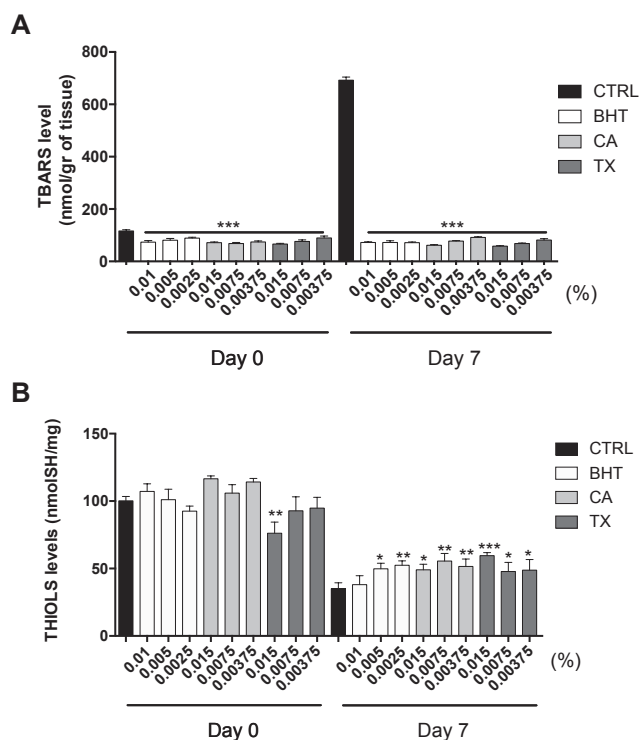 A
TBARS level
(nmol/gr of tissue)
800
600
400
200
0
*** ***
CTRL
BHT
CA
TX
0.01 0.005 0.0025 0.015 0.0075 0.00375 0.015 0.0075 0.00375 0.01 0.005 0.0025 0.015 0.0075 0.00375 0.015 0.0075 0.00375
(%)
Day 0 Day 7
B
THIOLS levels (nmolSH/mg)
150
100
50
0
** * ** * ** ** *** * *
CTRL
BHT
CA
TX
0.01 0.005 0.0025 0.015 0.0075 0.00375 0.015 0.0075 0.00375 0.01 0.005 0.0025 0.015 0.0075 0.00375 0.015 0.0075 0.00375
(%)
Day 0 Day 7